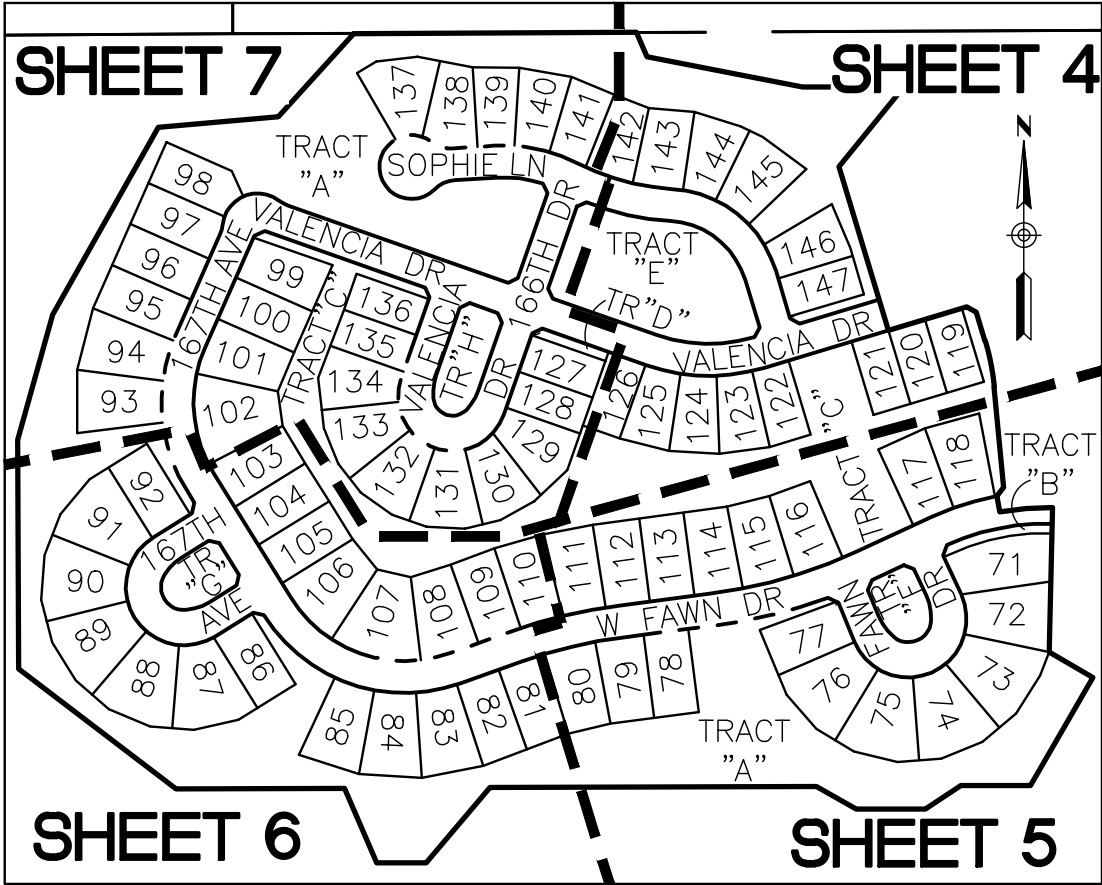 SHEET 7
SHEET 4
137
138
139
140
141
142
143
144
145
N
TRACT
"A"
SOPHIE LN
98
97
96
95
94
93
VALENCIA DR
167TH AVE
166TH DR
TRACT
"E"
146
147
99
100
101
102
TRACT "C"
136
135
134
133
132
131
130
129
128
127
VALENCIA
DR
TR "H"
TR "D"
VALENCIA DR
126
125
124
123
122
121
120
119
"C"
TRACT
117
118
TRACT
"B"
92
91
90
89
88
87
86
167TH
AVE
TR
"G"
103
104
105
106
107
108
109
110
111
112
113
114
115
116
W FAWN DR
FAWN
DR
TR
"F"
71
72
73
74
75
76
77
85
84
83
82
81
80
79
78
TRACT
"A"
SHEET 6
SHEET 5